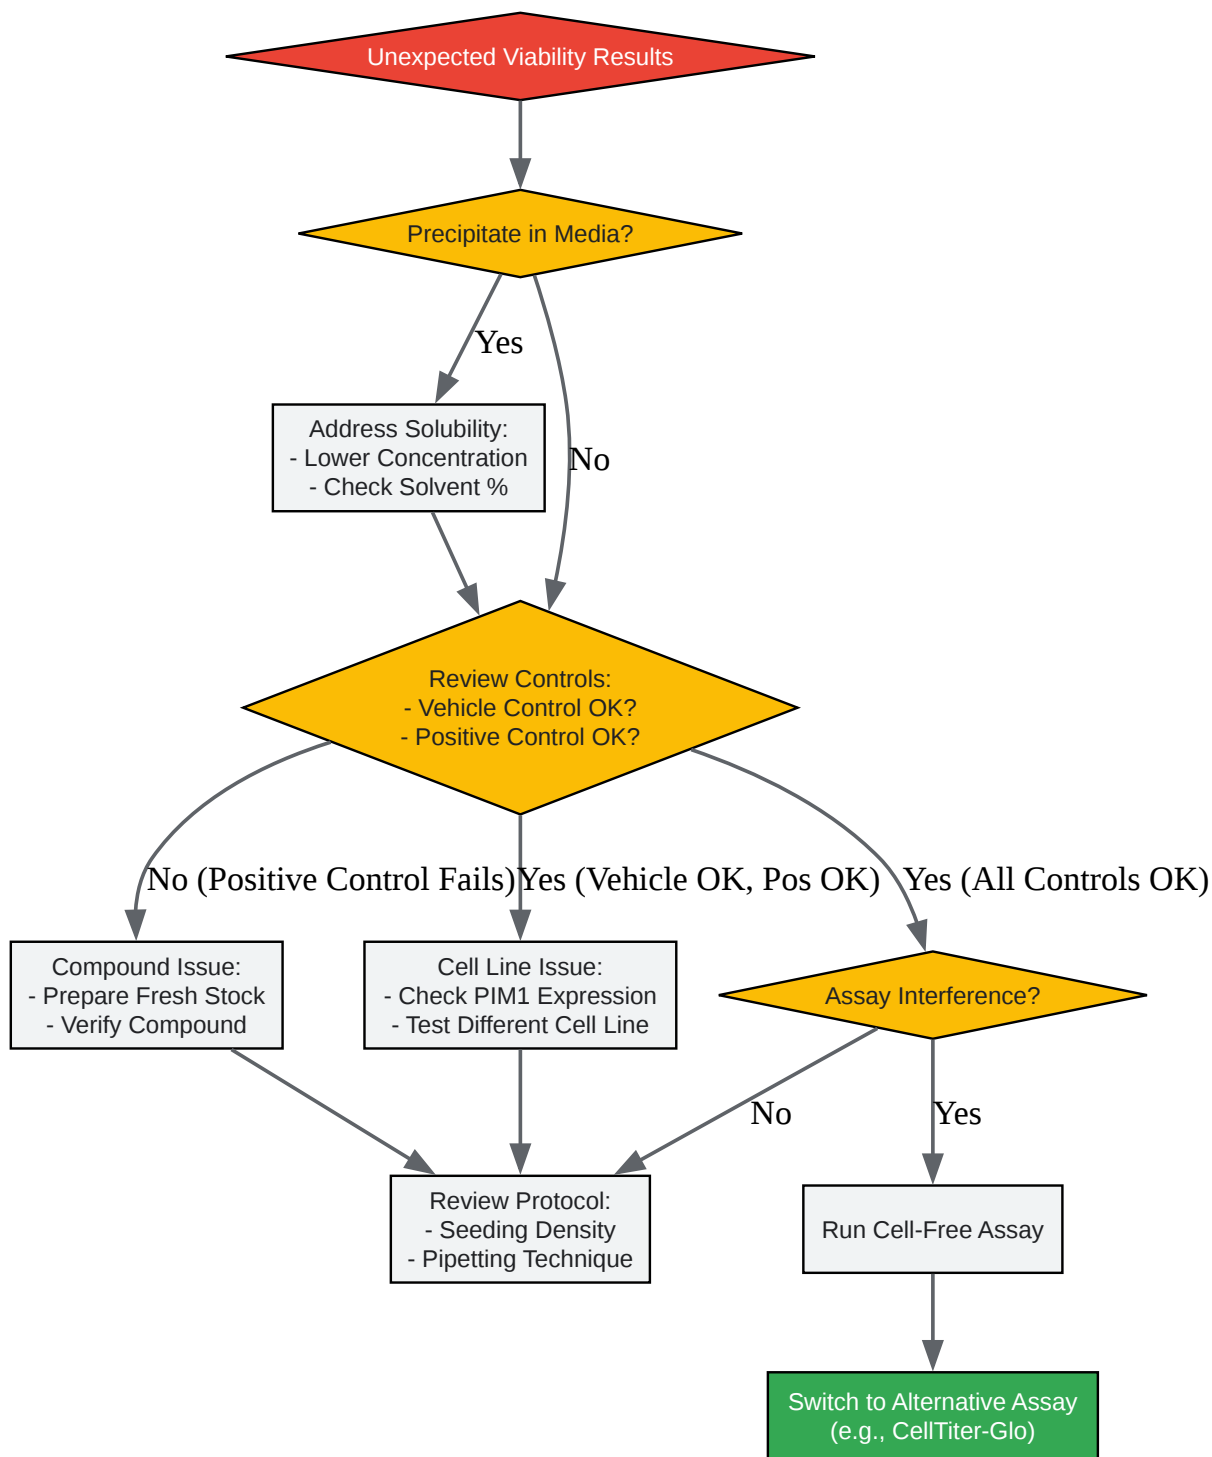 Unexpected Viability Results
Precipitate in Media?
Yes
Address Solubility:
- Lower Concentration
- Check Solvent %
No
Review Controls:
- Vehicle Control OK?
- Positive Control OK?
No (Positive Control Fails)
Yes (Vehicle OK, Pos OK)
Yes (All Controls OK)
Compound Issue:
- Prepare Fresh Stock
- Verify Compound
Cell Line Issue:
- Check PIM1 Expression
- Test Different Cell Line
Assay Interference?
No
Yes
Review Protocol:
- Seeding Density
- Pipetting Technique
Run Cell-Free Assay
Switch to Alternative Assay
(e.g., CellTiter-Glo)